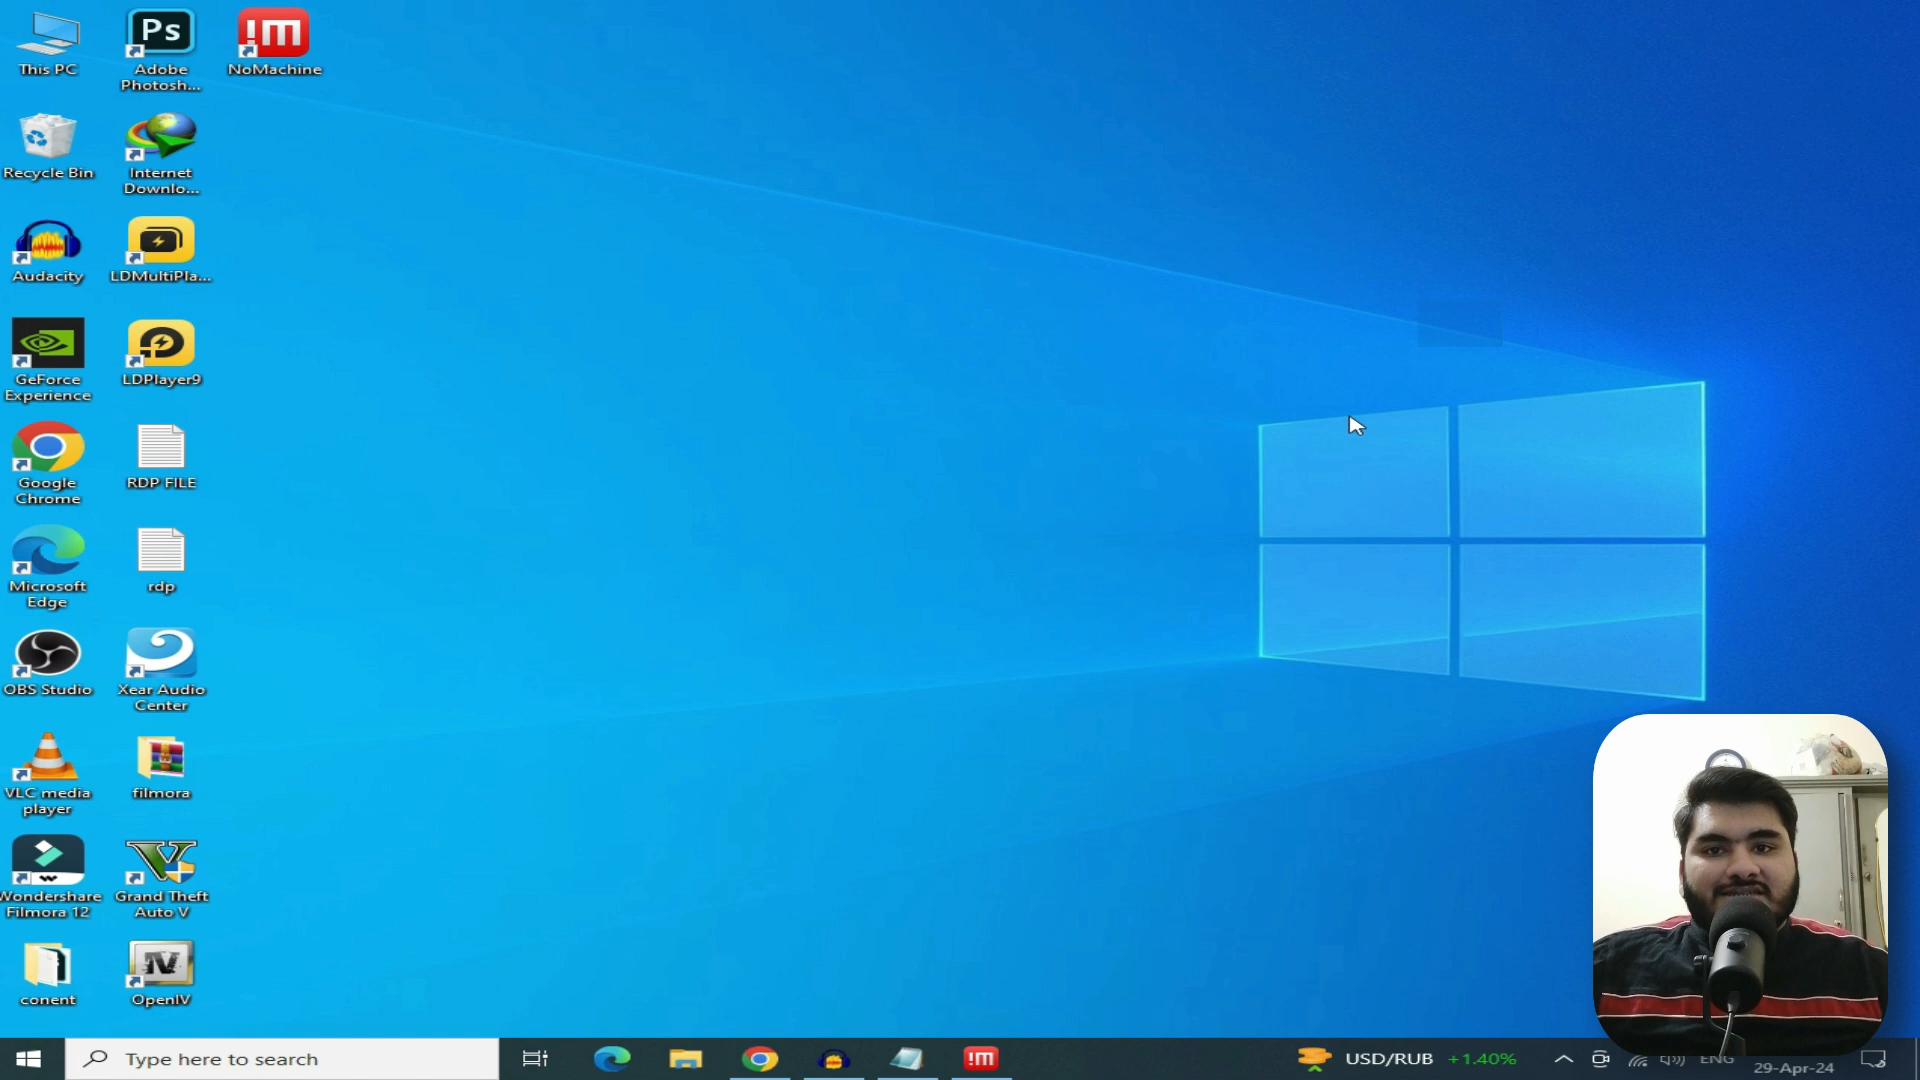 This PC
Recycle Bin
Audacity
GeForce
Experience
Google
Chrome
Microsoft
Edge
OBS Studio
VLC media
player
Wondershare
Filmora 12
conent
Ps
Adobe
Photosh...
Internet
Downlo...
LDMultiPla...
LDPlayer9
RDP FILE
rdp
Xear Audio
Center
filmora
V
Grand Theft
Auto V
IV
OpenIV
!m
NoMachine
Type here to search
!m
USD/RUB +1.40%
ENG
29-Apr-24